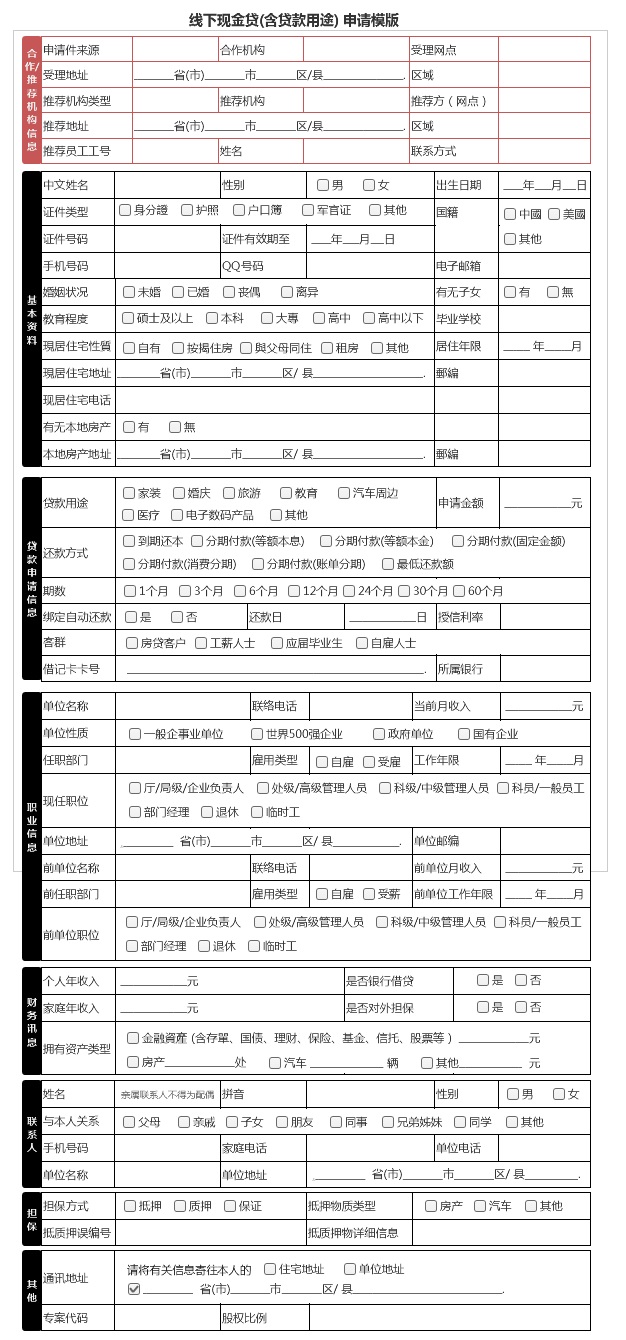 线下现金贷(含贷款用途) 申请模版
合作/推荐机构信息
申请件来源 合作机构 受理网点
受理地址 ______省(市)______市______区/县____________. 区域
推荐机构类型 推荐机构 推荐方（网点）
推荐地址 ______省(市)______市______区/县____________. 区域
推荐员工工号 姓名 联系方式
基本资料
中文姓名 性别 男 女 出生日期 ___年___月__日
证件类型 身分證 护照 户口簿 军官证 其他 国籍 中國 美國
证件号码 证件有效期至 ___年___月__日 其他
手机号码 QQ号码 电子邮箱
婚姻状况 未婚 已婚 丧偶 离异 有无子女 有 無
教育程度 硕士及以上 本科 大專 高中 高中以下 毕业学校
現居住宅性質 自有 按揭住房 與父母同住 租房 其他 居住年限 ____ 年____月
現居住宅地址 ______省(市)______市______区/ 县________________. 郵編
现居住宅电话
有无本地房产 有 無
本地房产地址 ______省(市)______市______区/ 县________________. 郵編
贷款申请信息
贷款用途 家装 婚庆 旅游 教育 汽车周边 申请金额 __________元
医疗 电子数码产品 其他
还款方式 到期还本 分期付款(等额本息) 分期付款(等额本金) 分期付款(固定金额)
分期付款(消费分期) 分期付款(账单分期) 最低还款额
期数 1个月 3个月 6个月 12个月 24个月 30个月 60个月
绑定自动还款 是 否 还款日 __________日 授信利率
客群 房贷客户 工薪人士 应届毕业生 自雇人士
借记卡卡号 ____________________________________________. 所属银行
职业信息
单位名称 联络电话 当前月收入 __________元
单位性质 一般企事业单位 世界500强企业 政府单位 国有企业
任职部门 雇用类型 自雇 受雇 工作年限 ____ 年____月
现任职位 厅/局级/企业负责人 处级/高级管理人员 科级/中级管理人员 科员/一般员工
部门经理 退休 临时工
单位地址 ________ 省(市)______市______区/ 县__________. 单位邮编
前单位名称 联络电话 前单位月收入 __________元
前任职部门 雇用类型 自雇 受薪 前单位工作年限 ____ 年____月
前单位职位 厅/局级/企业负责人 处级/高级管理人员 科级/中级管理人员 科员/一般员工
部门经理 退休 临时工
财务讯息
个人年收入 __________元 是否银行借贷 是 否
家庭年收入 __________元 是否对外担保 是 否
拥有资产类型 金融資產 (含存單、国债、理财、保险、基金、信托、股票等 ) __________元
房产__________处 汽车 ___________ 辆 其他__________ 元
联系人
姓名 亲属联系人不得为配偶 拼音 性别 男 女
与本人关系 父母 亲戚 子女 朋友 同事 兄弟姊妹 同学 其他
手机号码 家庭电话 单位电话
单位名称 单位地址 ________ 省(市)______市______区/ 县________.
担保
担保方式 抵押 质押 保证 抵押物质类型 房产 汽车 其他
抵质押误编号 抵质押物详细信息
其他
通讯地址 请将有关信息寄往本人的 住宅地址 单位地址
________ 省(市)______市______区/ 县______________________.
专案代码 股权比例